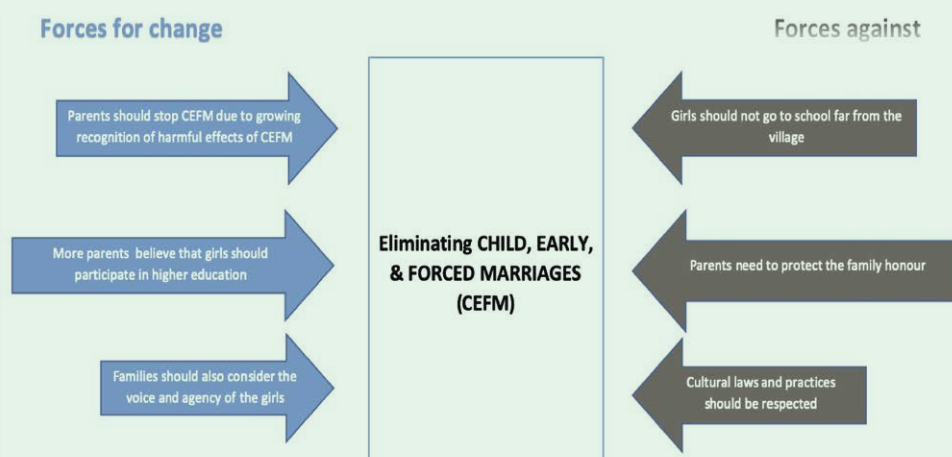 Forces for change
Forces against
Parents should stop CEFM due to growing
recognition of harmful effects of CEFM
Girls should not go to school far from the
village
More parents believe that girls should
participate in higher education
Eliminating CHILD, EARLY,
& FORCED MARRIAGES
(CEFM)
Parents need to protect the family honour
Families should also consider the
voice and agency of the girls
Cultural laws and practices
should be respected